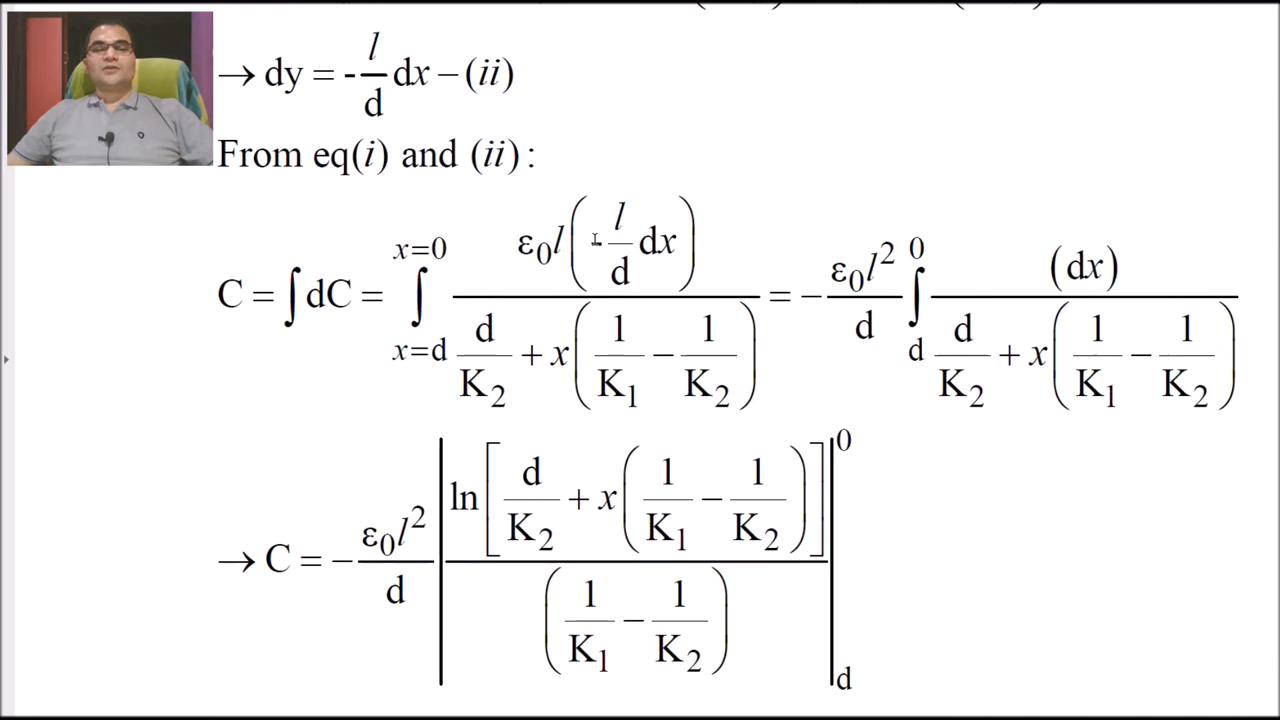 → dy = -l/d dx – (ii)
From eq(i) and (ii) :
C = ∫dC = ∫_{x=d}^{x=0} ε₀l(-l/d dx) / (d/K₂ + x(1/K₁ – 1/K₂)) = – ε₀l²/d ∫_d^0 (dx) / (d/K₂ + x(1/K₁ – 1/K₂))
→ C = – ε₀l²/d | ln[d/K₂ + x(1/K₁ – 1/K₂)] / (1/K₁ – 1/K₂) |_d^0